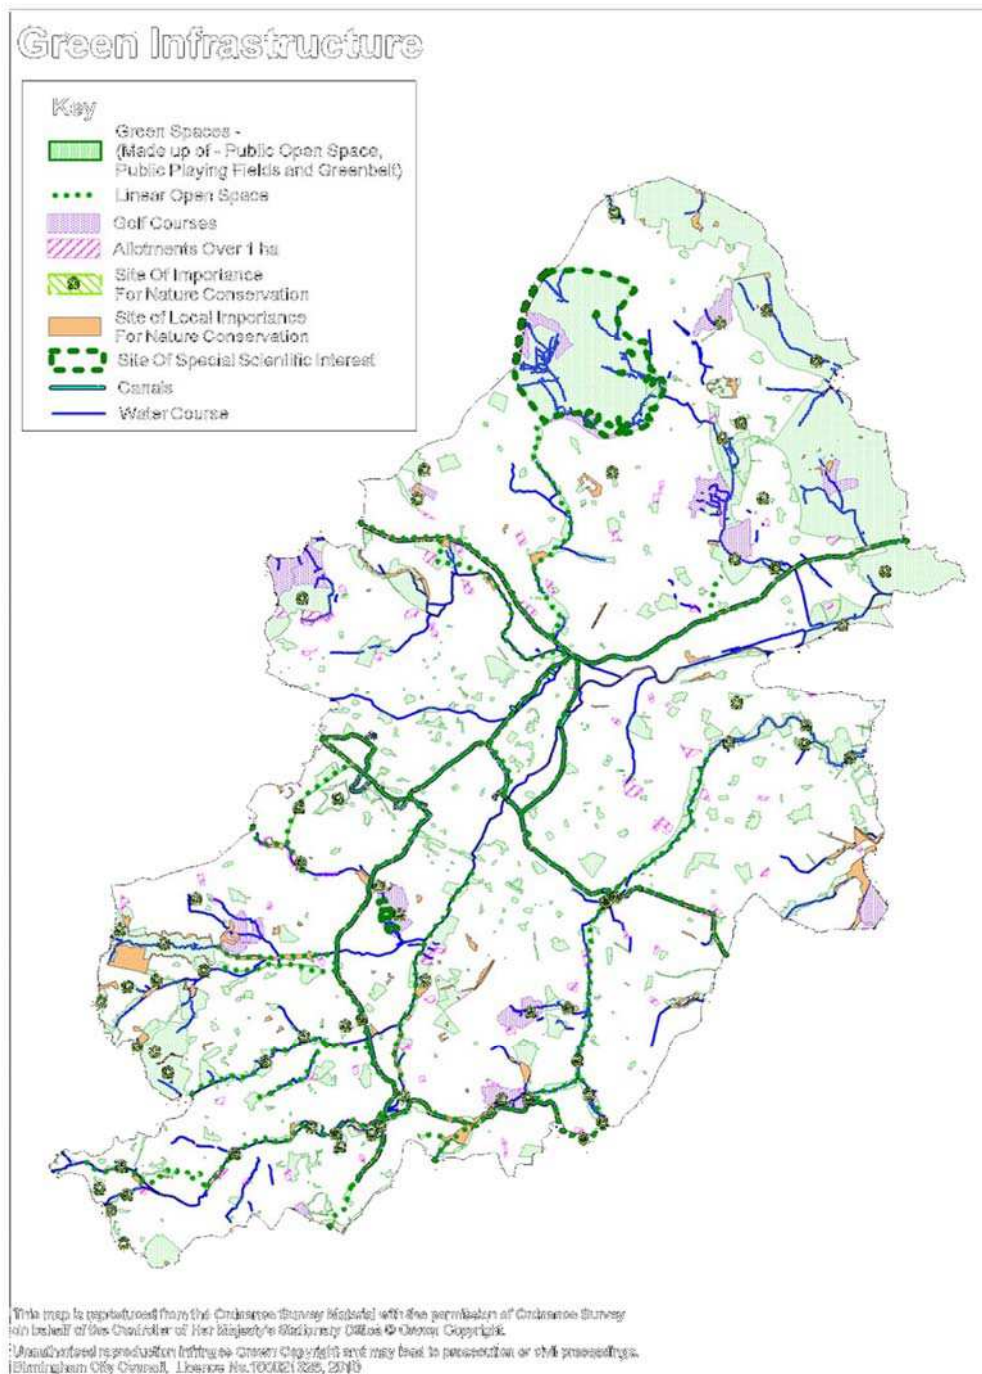 Green Infrastructure
Key
Green Spaces -
(Made up of - Public Open Space,
Public Playing Fields and Greenbelt)
Linear Open Space
Golf Courses
Allotments Over 1 ha
Site Of Importance
For Nature Conservation
Site of Local Importance
For Nature Conservation
Site Of Special Scientific Interest
Canals
Water Course
This map is reproduced from the Ordnance Survey Material with the permission of Ordnance Survey
on behalf of the Controller of Her Majesty's Stationary Office © Crown Copyright.
Unauthorised reproduction infringes Crown Copyright and may lead to prosecution or civil proceedings.
Birmingham City Council, Licence No. 2010